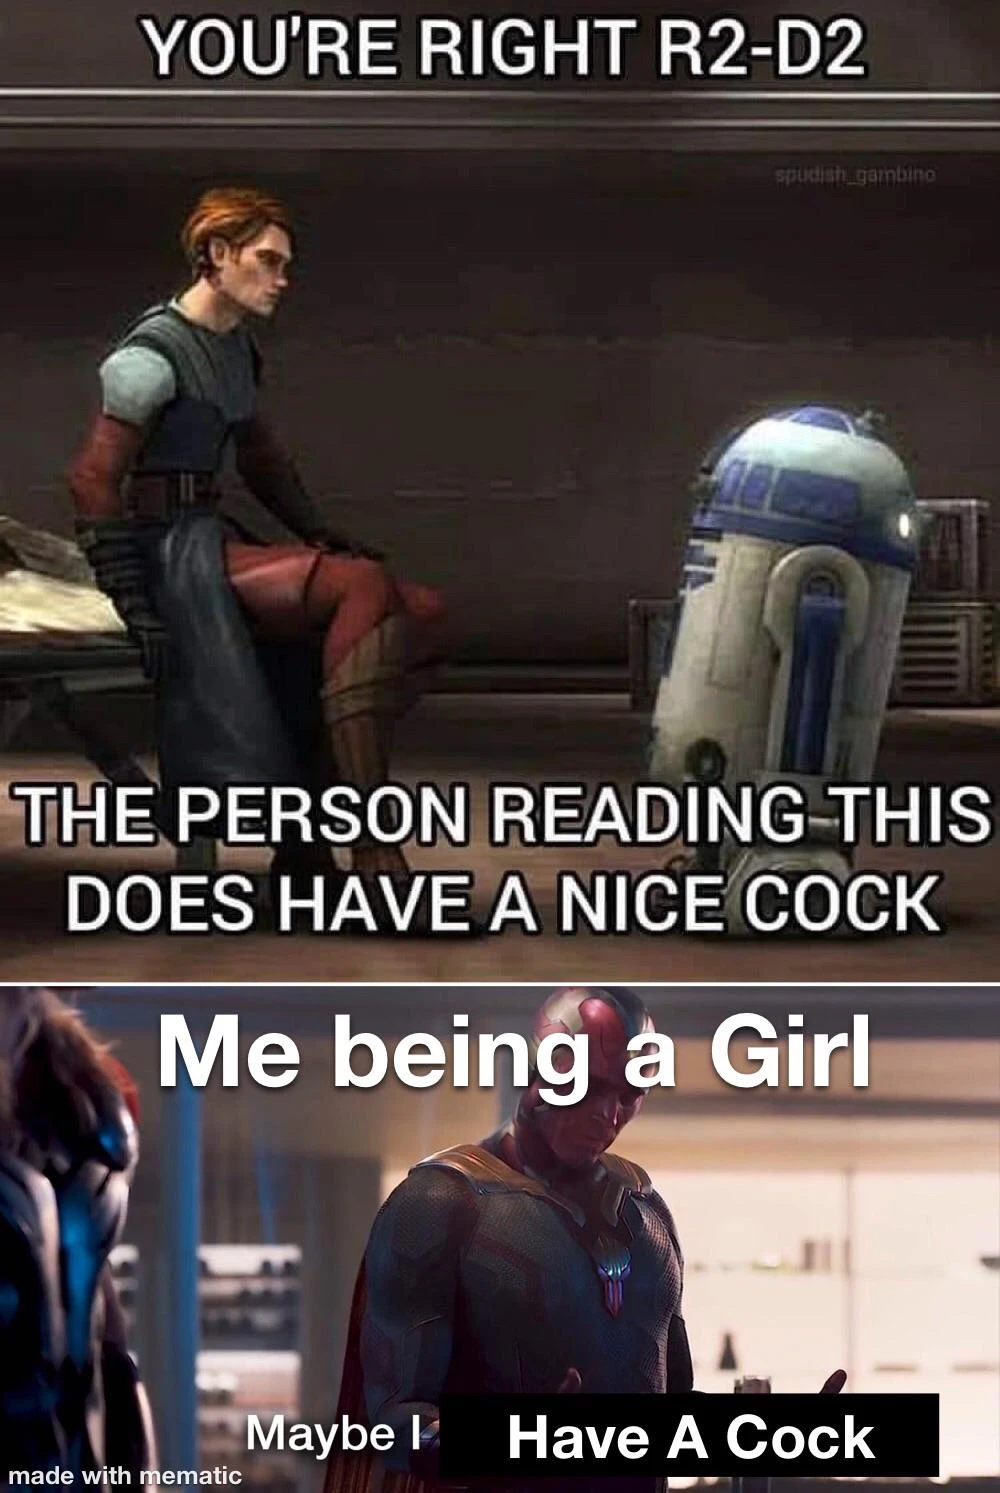 YOU'RE RIGHT R2-D2
spudish_gambino
THE PERSON READING THIS
DOES HAVE A NICE COCK
Me being a Girl
Maybe I Have A Cock
made with mematic